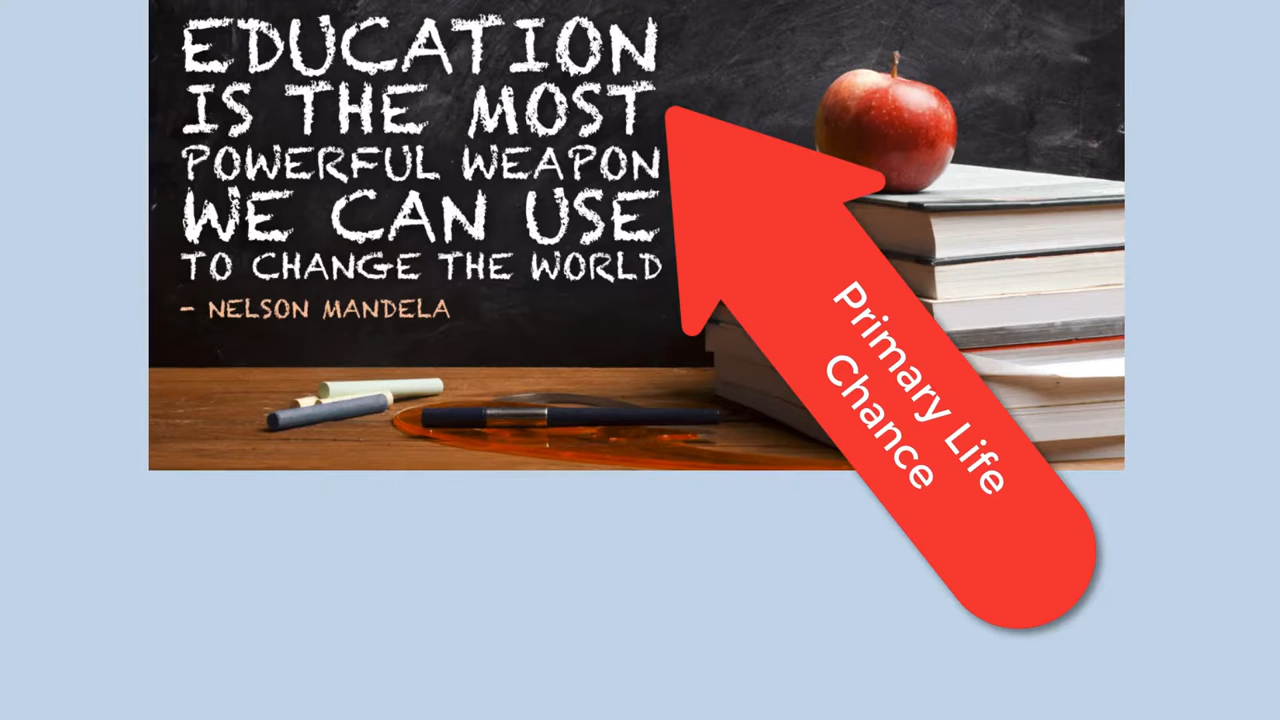 EDUCATION
IS THE MOST
POWERFUL WEAPON
WE CAN USE
TO CHANGE THE WORLD
- NELSON MANDELA
Primary Life
Chance